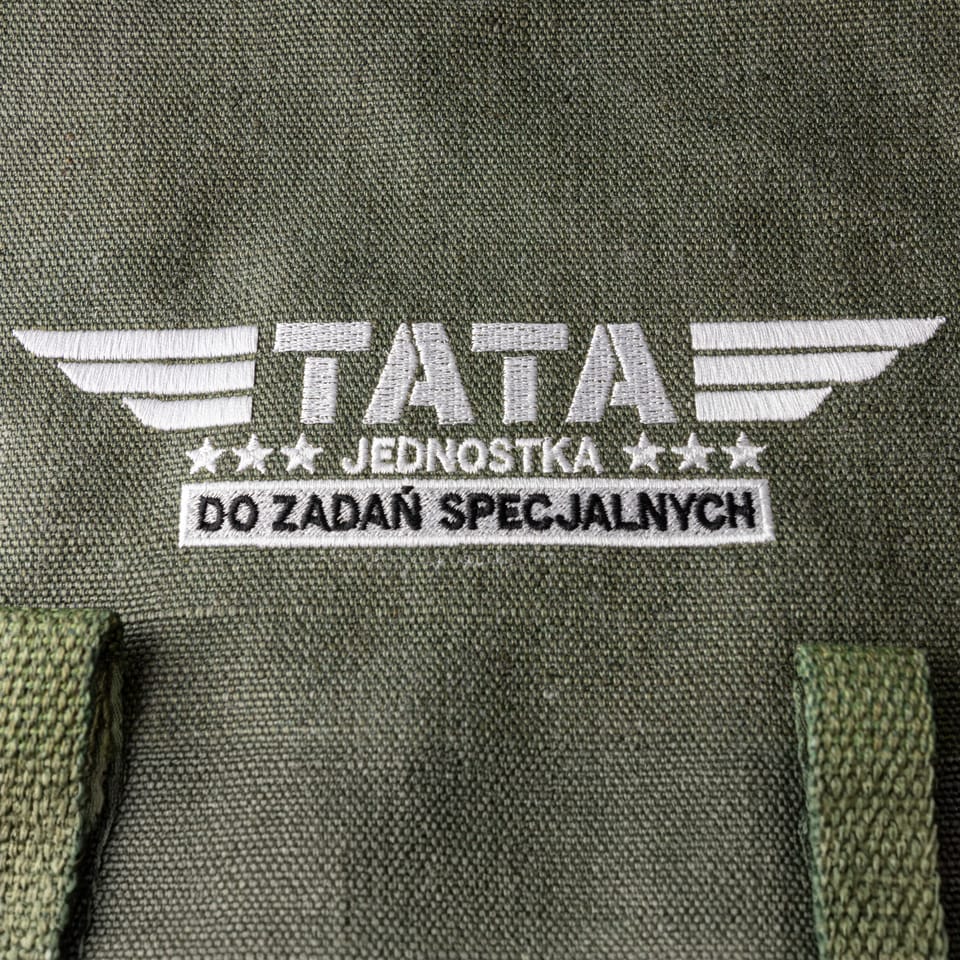 TATA
JEDNOSTKA
DO ZADAŃ SPECJALNYCH